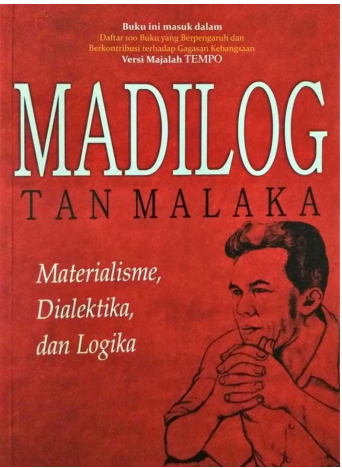 Buku ini masuk dalam
Daftar 100 Buku yang Berpengaruh dan
Berkontribusi terhadap Gagasan Kebangsaan
Versi Majalah TEMPO
MADILOG
TAN MALAKA
Materialisme,
Dialektika,
dan Logika